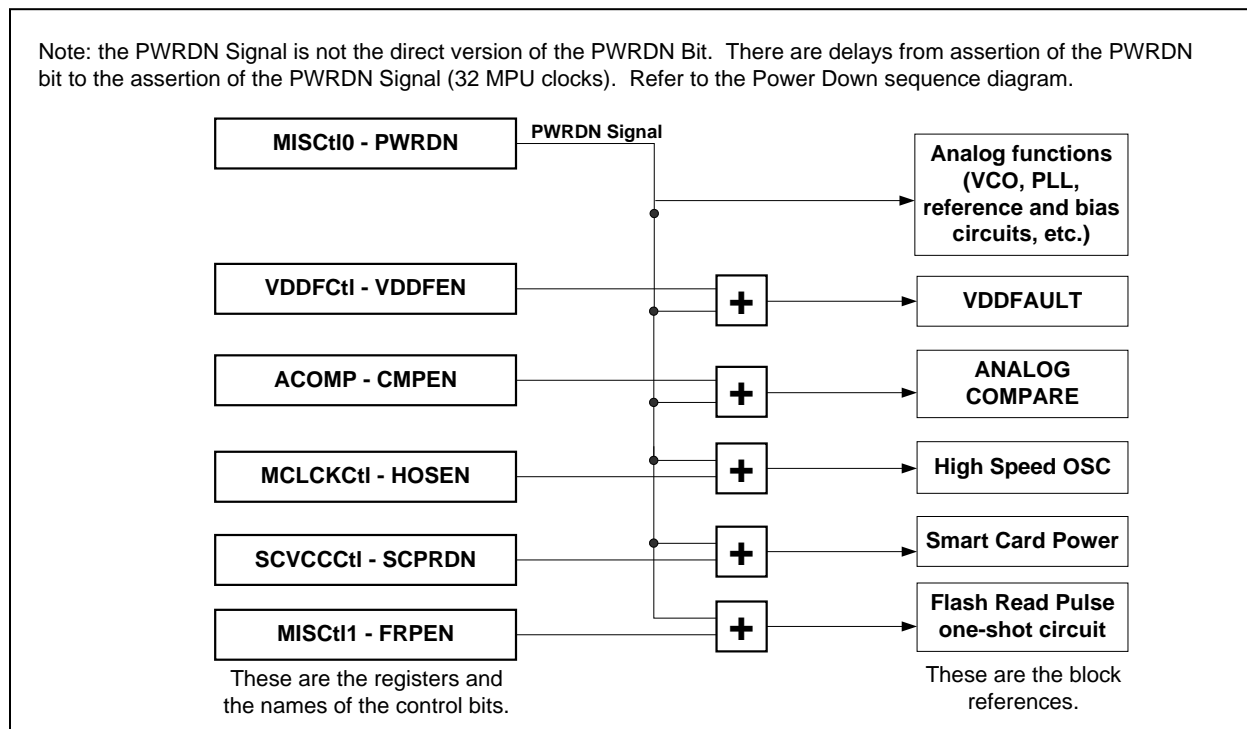 Note: the PWRDN Signal is not the direct version of the PWRDN Bit. There are delays from assertion of the PWRDN
bit to the assertion of the PWRDN Signal (32 MPU clocks). Refer to the Power Down sequence diagram.
MISCtl0 - PWRDN
PWRDN Signal
Analog functions
(VCO, PLL,
reference and bias
circuits, etc.)
VDDFCtl - VDDFEN
+
VDDFAULT
ACOMP - CMPEN
+
ANALOG
COMPARE
MCLCKCtl - HOSEN
+
High Speed OSC
SCVCCCtl - SCPRDN
+
Smart Card Power
MISCtl1 - FRPEN
+
Flash Read Pulse
one-shot circuit
These are the registers and
the names of the control bits.
These are the block
references.